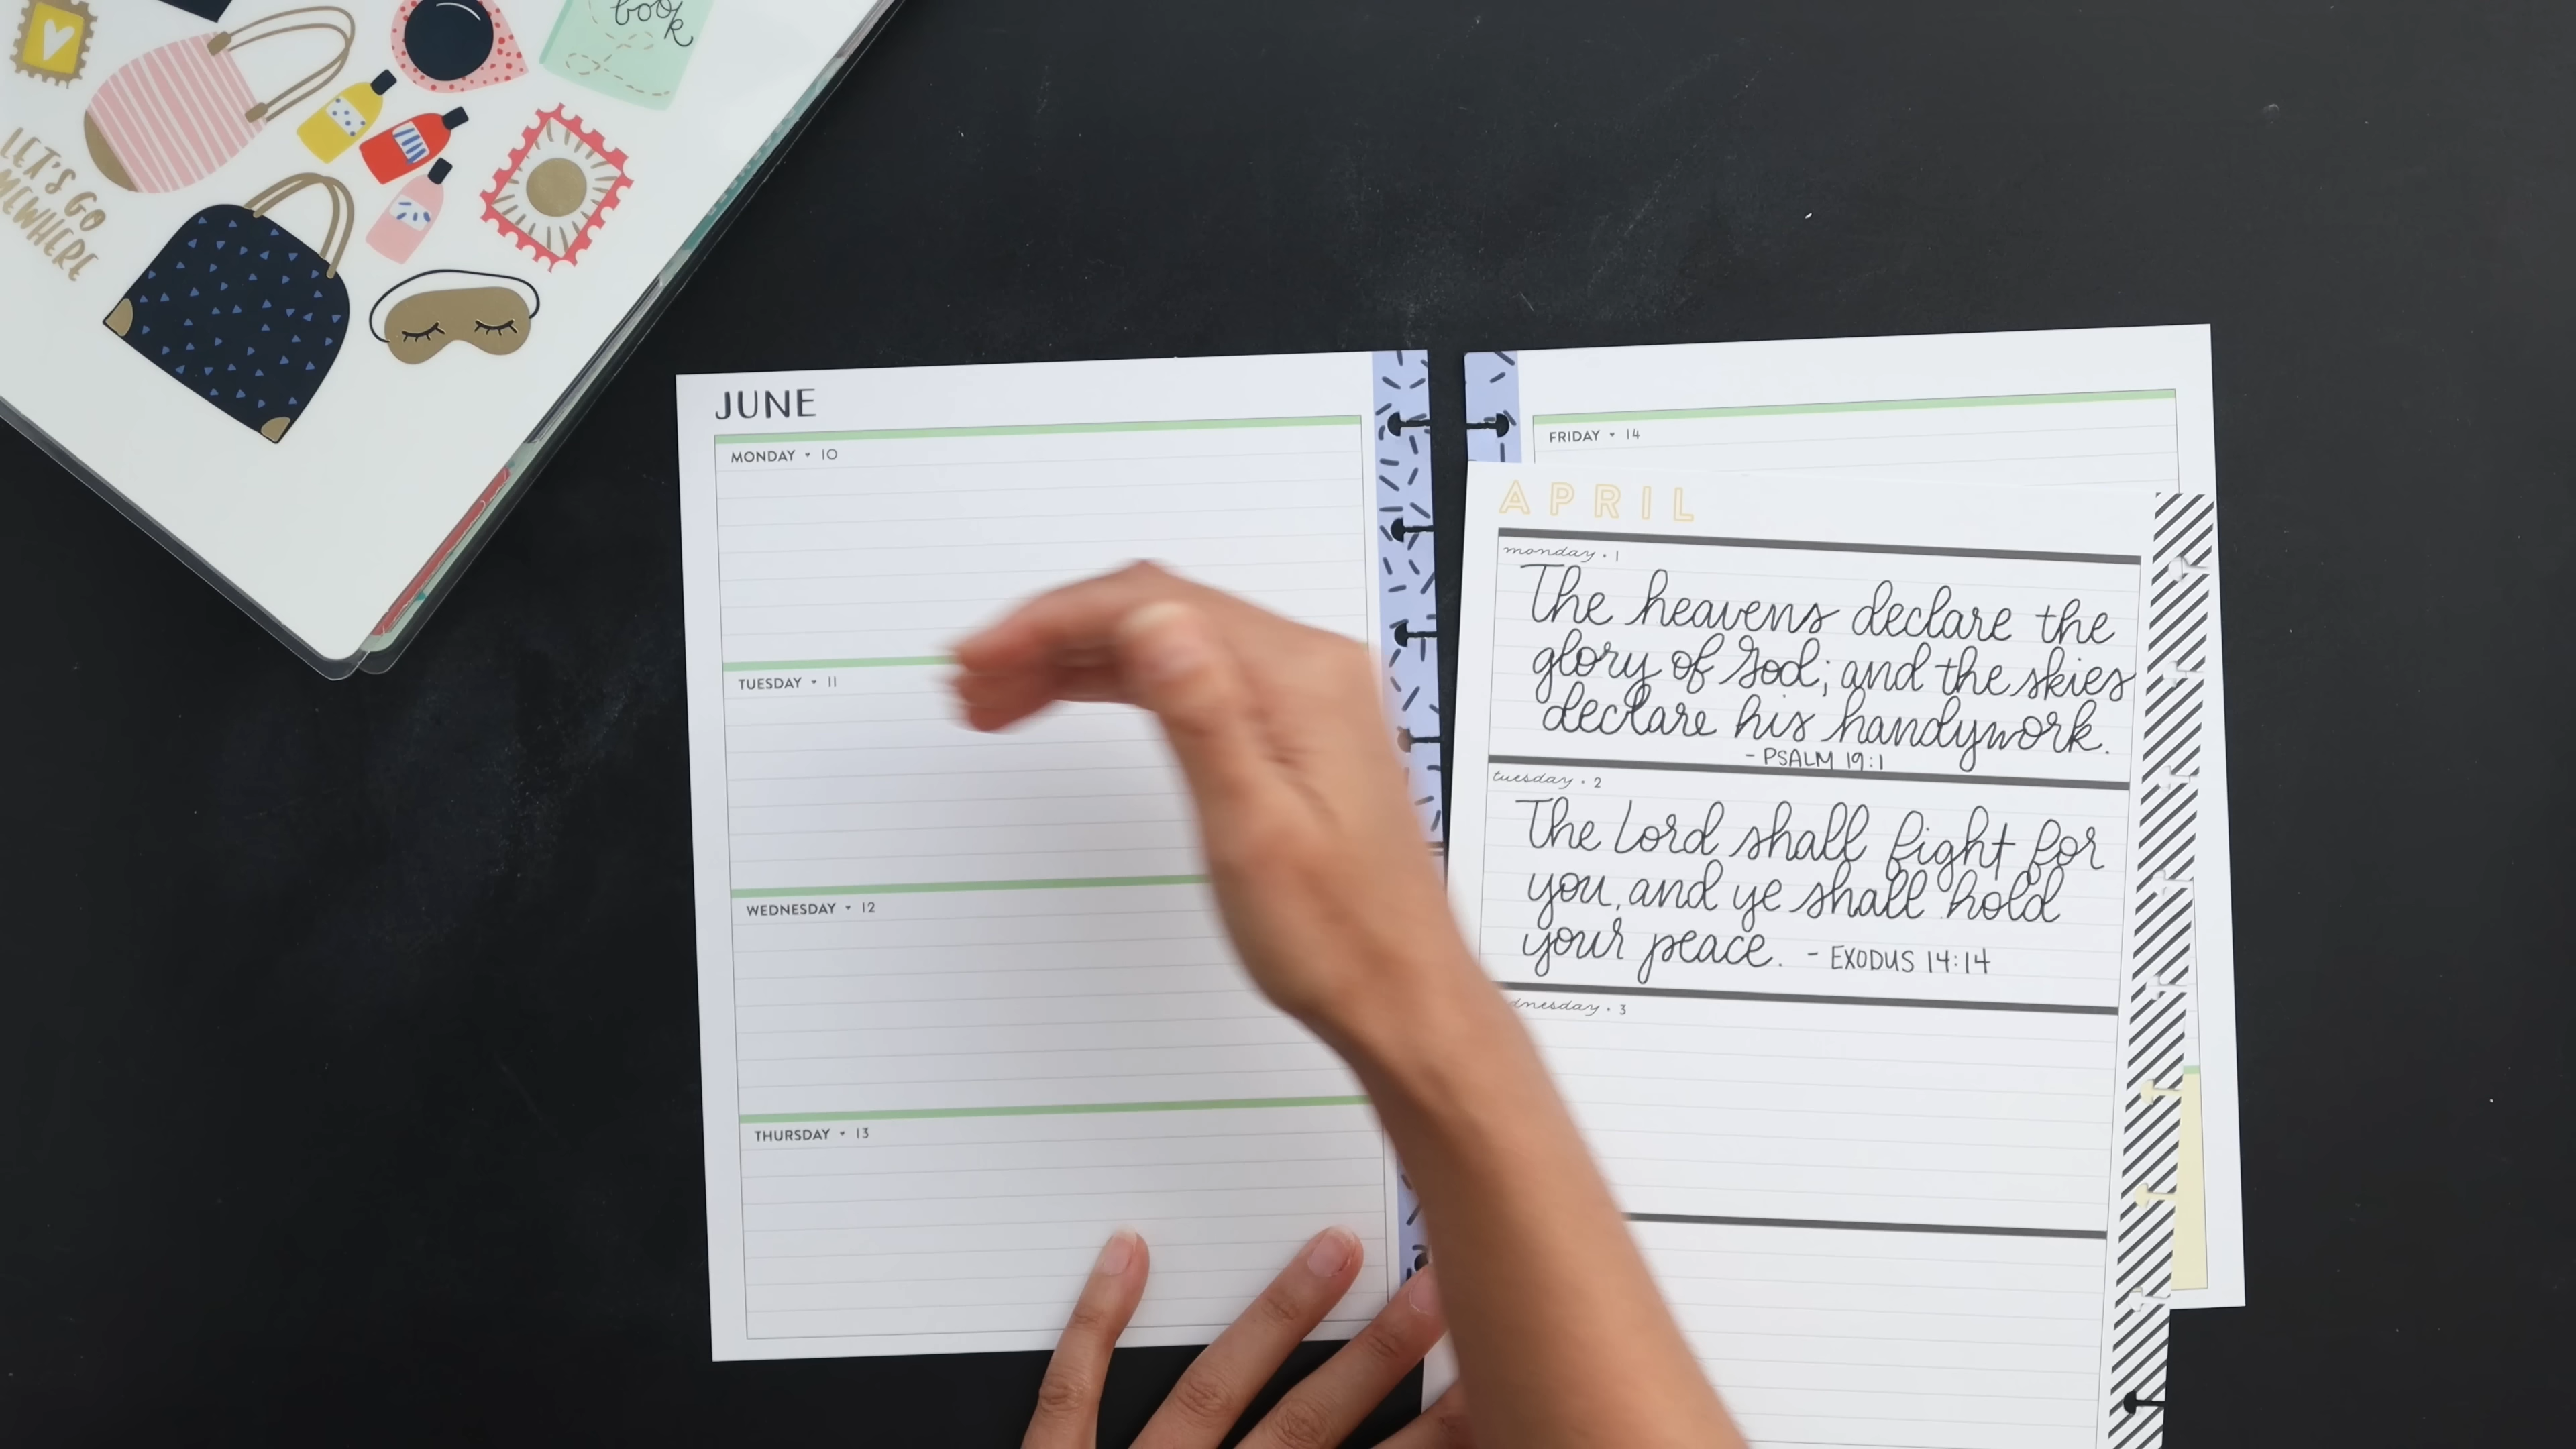 book
LET'S GO
JUNE
MONDAY • 10
TUESDAY • 11
WEDNESDAY • 12
THURSDAY • 13
FRIDAY • 14
APRIL
monday • 1
The heavens declare the
glory of God; and the skies
declare his handywork.
- PSALM 19:1
tuesday • 2
The Lord shall fight for
you, and ye shall hold
your peace. - EXODUS 14:14
• 3